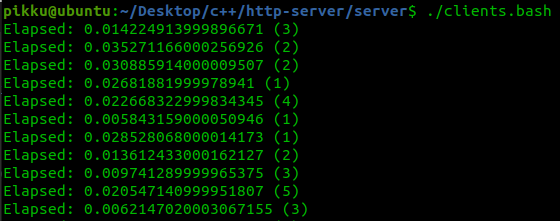 pikku@ubuntu:~/Desktop/c++/http-server/server$ ./clients.bash
Elapsed: 0.014224913999896671 (3)
Elapsed: 0.035271166000256926 (2)
Elapsed: 0.030885914000009507 (2)
Elapsed: 0.02681881999978941 (1)
Elapsed: 0.022668322999834345 (4)
Elapsed: 0.005843159000050946 (1)
Elapsed: 0.028528068000014173 (1)
Elapsed: 0.013612433000162127 (2)
Elapsed: 0.009741289999965375 (3)
Elapsed: 0.020547140999951807 (5)
Elapsed: 0.0062147020003067155 (3)